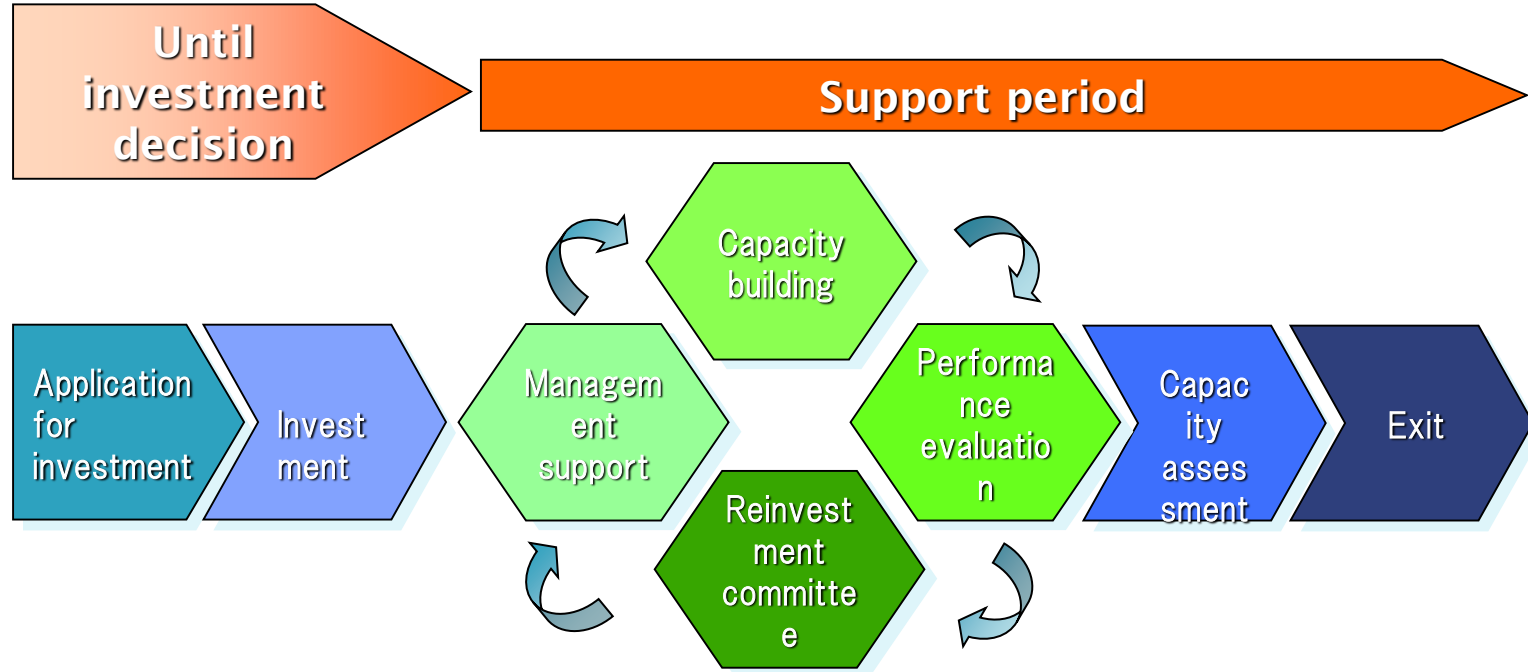 Until
investment
decision
Support period
Capacity
building
Application
for
investment
Invest
ment
Managem
ent
support
Performa
nce
evaluatio
n
Capac
ity
asses
sment
Exit
Reinvest
ment
committe
e